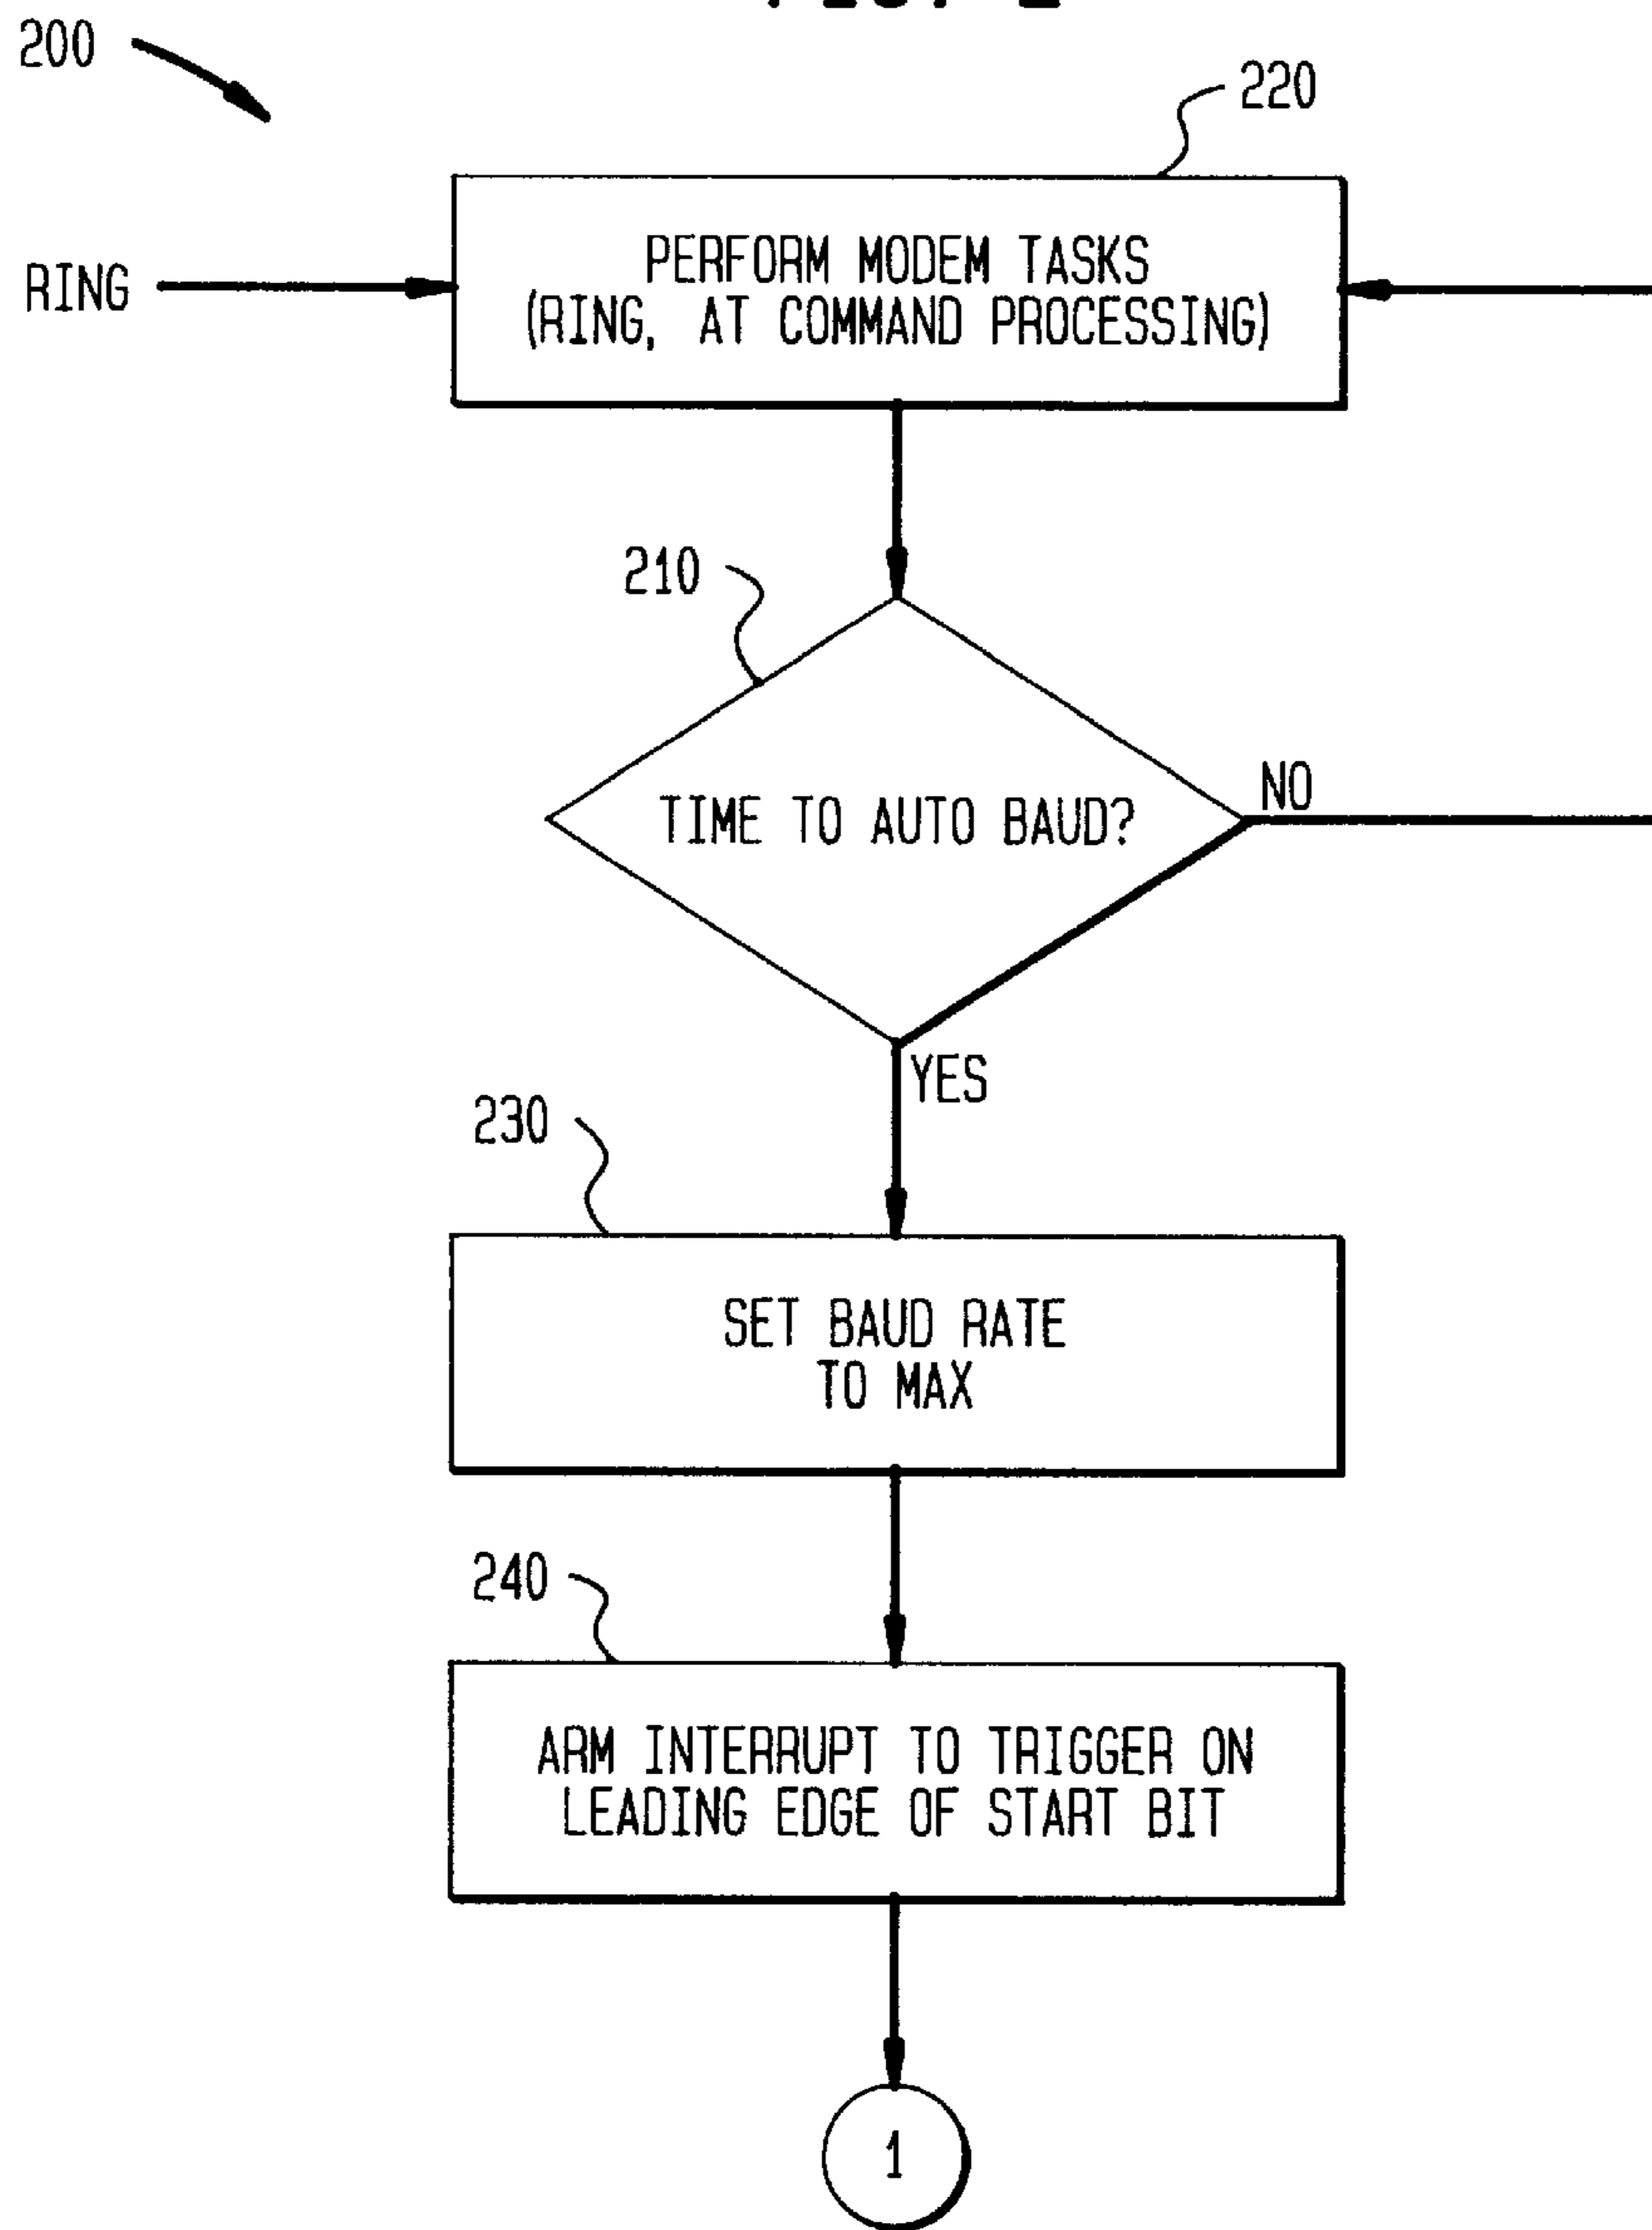 200
220
RING
PERFORM MODEM TASKS
(RING, AT COMMAND PROCESSING)
210
TIME TO AUTO BAUD?
NO
YES
230
SET BAUD RATE
TO MAX
240
ARM INTERRUPT TO TRIGGER ON
LEADING EDGE OF START BIT
1